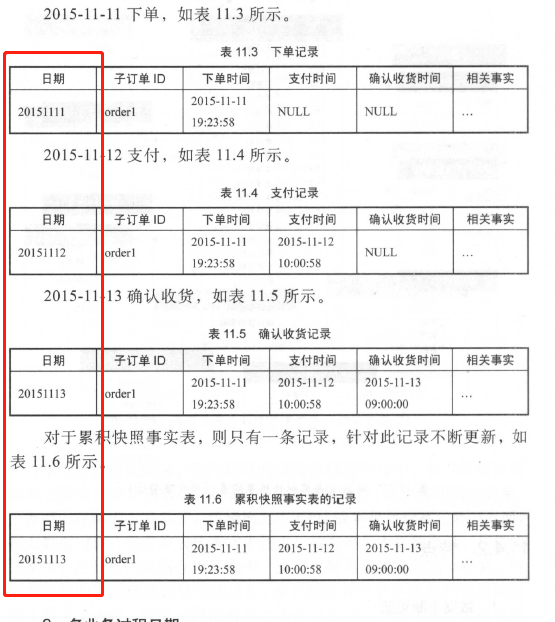 2015-11-11 下单，如表 11.3 所示。
表 11.3 下单记录
日期 子订单 ID 下单时间 支付时间 确认收货时间 相关事实
20151111 order1 2015-11-11 19:23:58 NULL NULL …
2015-11-12 支付，如表 11.4 所示。
表 11.4 支付记录
日期 子订单 ID 下单时间 支付时间 确认收货时间 相关事实
20151112 order1 2015-11-11 19:23:58 2015-11-12 10:00:58 NULL …
2015-11-13 确认收货，如表 11.5 所示。
表 11.5 确认收货记录
日期 子订单 ID 下单时间 支付时间 确认收货时间 相关事实
20151113 order1 2015-11-11 19:23:58 2015-11-12 10:00:58 2015-11-13 09:00:00 …
对于累积快照事实表，则只有一条记录，针对此记录不断更新，如
表 11.6 所示。
表 11.6 累积快照事实表的记录
日期 子订单 ID 下单时间 支付时间 确认收货时间 相关事实
20151113 order1 2015-11-11 19:23:58 2015-11-12 10:00:58 2015-11-13 09:00:00 …